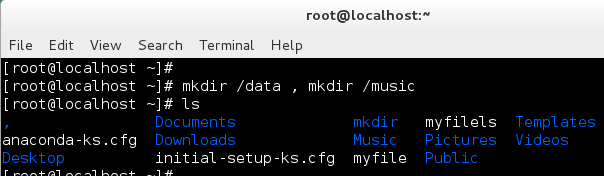 root@localhost:~
File Edit View Search Terminal Help
[root@localhost ~]#
[root@localhost ~]# mkdir /data , mkdir /music
[root@localhost ~]# ls
, Documents mkdir myfilels Templates
anaconda-ks.cfg Downloads Music Pictures Videos
Desktop initial-setup-ks.cfg myfile Public
[root@localhost ~]#